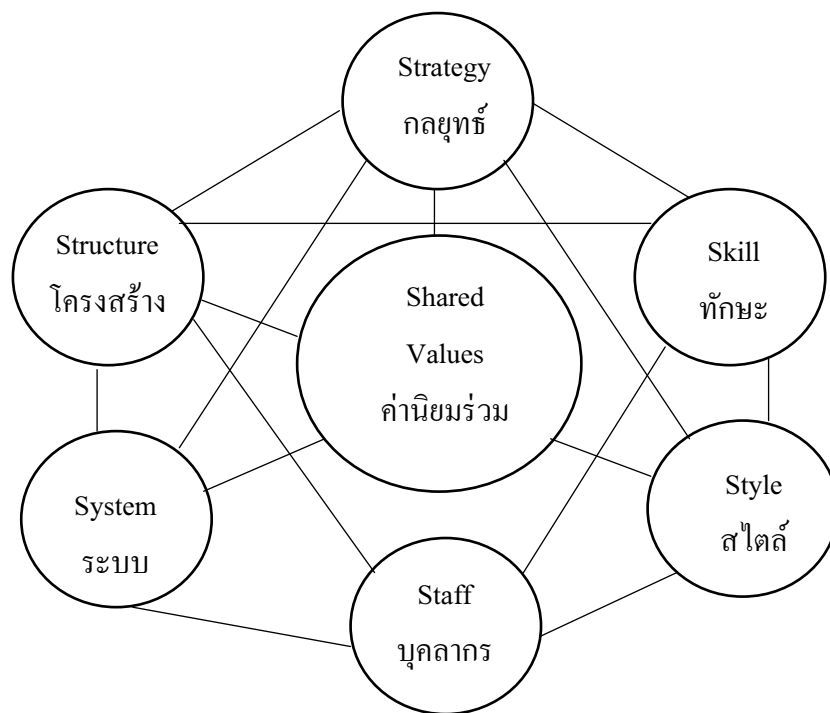 Strategy
กลยุทธ์
Structure
โครงสร้าง
Skill
ทักษะ
Shared
Values
ค่านิยมร่วม
System
ระบบ
Style
สไตล์
Staff
บุคลากร